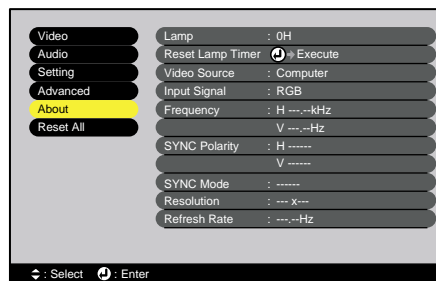 Video
Audio
Setting
Advanced
About
Reset All
Lamp : 0H
Reset Lamp Timer Execute
Video Source : Computer
Input Signal : RGB
Frequency : H ---.--kHz
V ---.--Hz
SYNC Polarity : H ------
V ------
SYNC Mode : ------
Resolution : --- x---
Refresh Rate : ---.--Hz
: Select : Enter